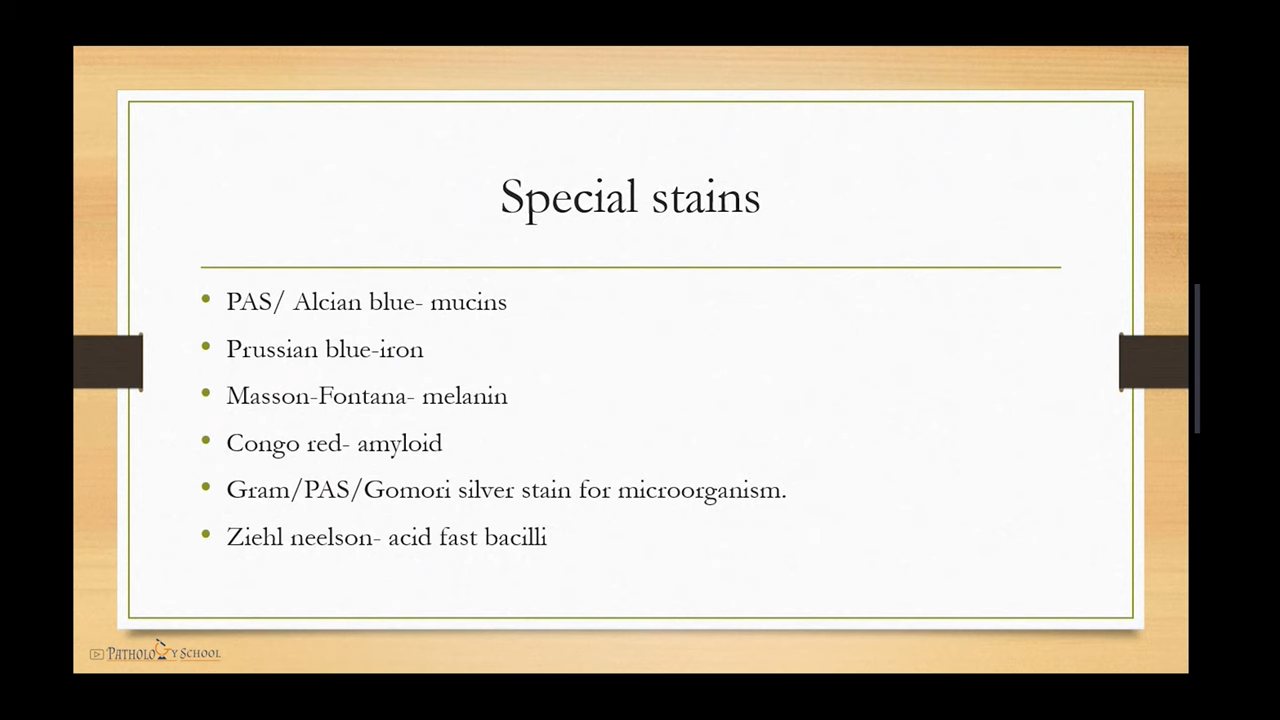 Special stains
PAS/ Alcian blue- mucins
Prussian blue-iron
Masson-Fontana- melanin
Congo red- amyloid
Gram/PAS/Gomori silver stain for microorganism.
Ziehl neelson- acid fast bacilli
PATHOLOGY SCHOOL